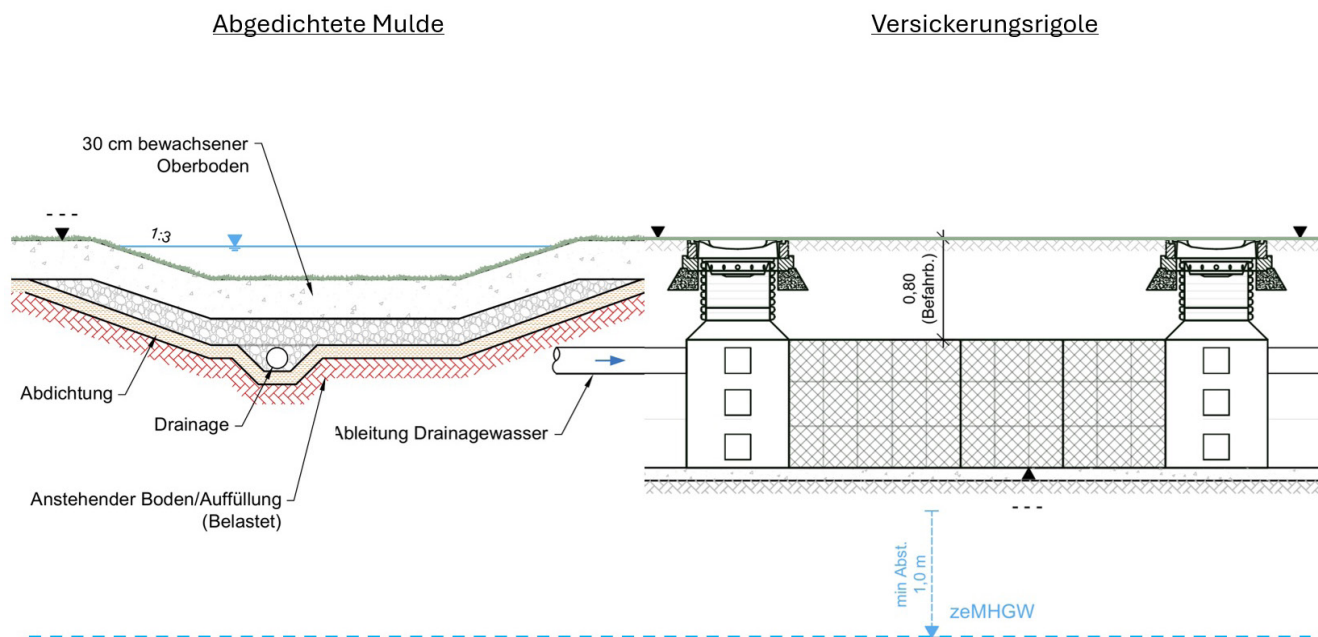 Abgedichtete Mulde
Versickerungsrigole
30 cm bewachsener
Oberboden
1:3
0,80
(Befahrb.)
Abdichtung
Drainage
Ableitung Drainagewasser
Anstehender Boden/Auffüllung
(Belastet)
min Abst.
1,0 m
zeMHGW